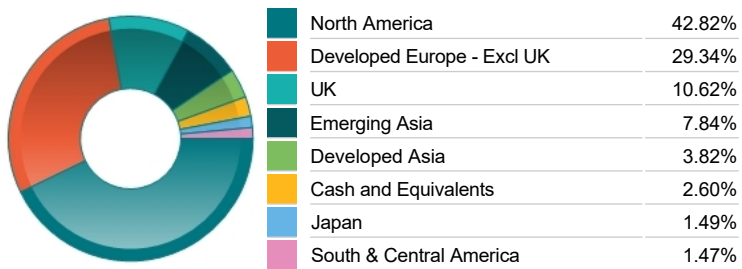 North America 42.82%
Developed Europe - Excl UK 29.34%
UK 10.62%
Emerging Asia 7.84%
Developed Asia 3.82%
Cash and Equivalents 2.60%
Japan 1.49%
South & Central America 1.47%